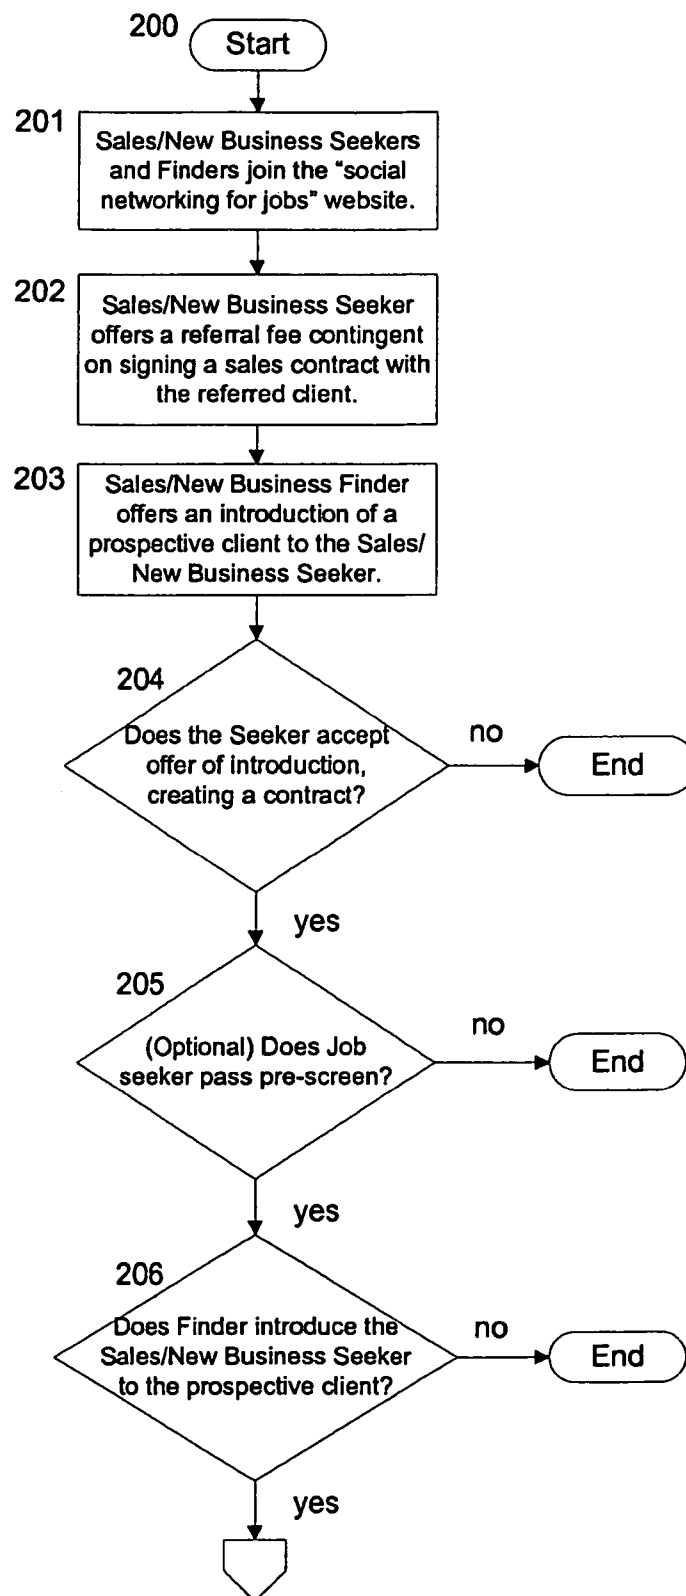 200
Start
201
Sales/New Business Seekers
and Finders join the "social
networking for jobs" website.
202
Sales/New Business Seeker
offers a referral fee contingent
on signing a sales contract with
the referred client.
203
Sales/New Business Finder
offers an introduction of a
prospective client to the Sales/
New Business Seeker.
204
Does the Seeker accept
offer of introduction,
creating a contract?
no
End
yes
205
(Optional) Does Job
seeker pass pre-screen?
no
End
yes
206
Does Finder introduce the
Sales/New Business Seeker
to the prospective client?
no
End
yes